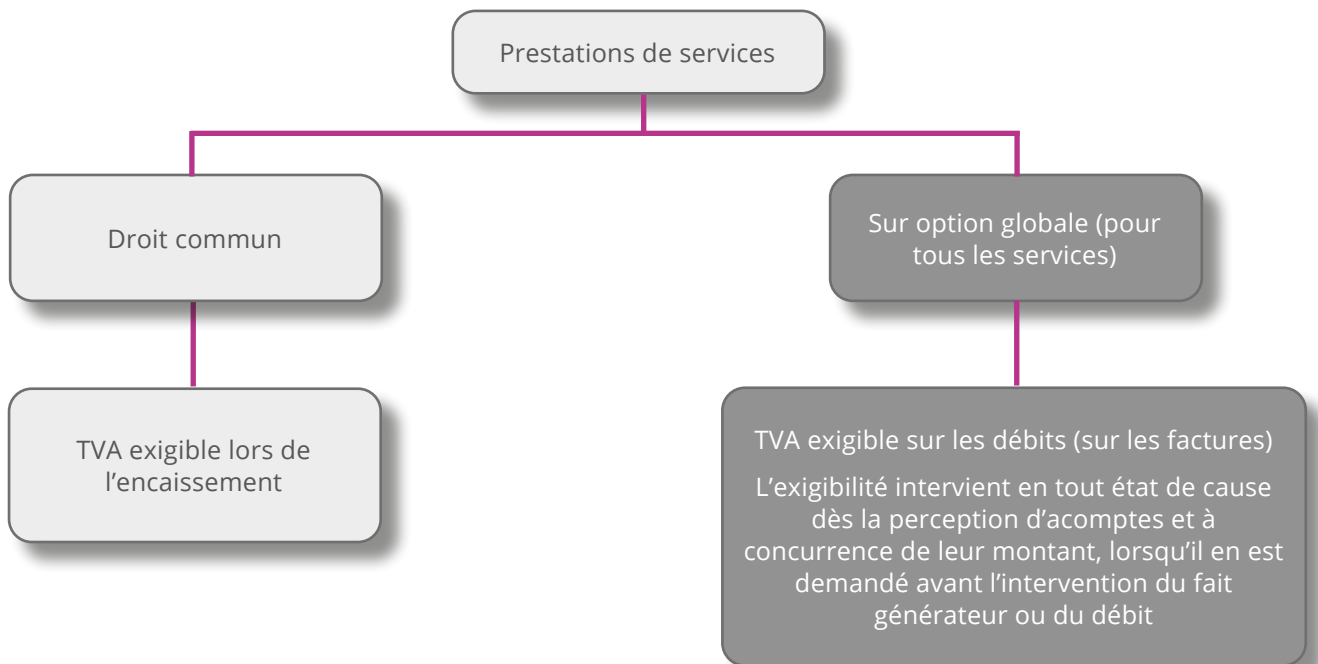 Prestations de services
Droit commun
Sur option globale (pour
tous les services)
TVA exigible lors de
l’encaissement
TVA exigible sur les débits (sur les factures)
L’exigibilité intervient en tout état de cause
dès la perception d’acomptes et à
concurrence de leur montant, lorsqu’il en est
demandé avant l’intervention du fait
générateur ou du débit